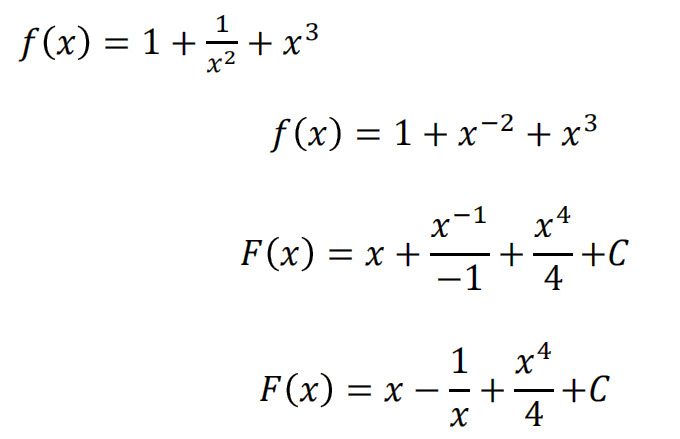 f(x) = 1 + 1/x² + x³
f(x) = 1 + x⁻² + x³
F(x) = x + x⁻¹/−1 + x⁴/4 +C
F(x) = x − 1/x + x⁴/4 +C